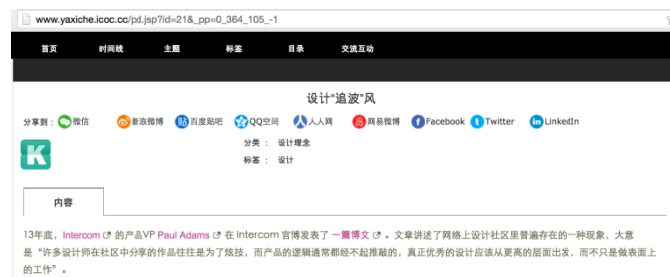 www.yaxiche.icoc.cc/pd.jsp?id=21&_pp=0_364_105_-1
首页 时间线 主题 标签 目录 交流互动
设计“追波”风
分享到： 微信 新浪微博 百度贴吧 QQ空间 人人网 网易微博 Facebook Twitter LinkedIn
K
分类 ： 设计理念
标签 ： 设计
内容
13年底，Intercom 的产品VP Paul Adams 在 Intercom 官博发表了 一篇博文 。文章讲述了网络上设计社区里普遍存在的一种现象，大意
是“许多设计师在社区中分享的作品往往是为了炫技，而产品的逻辑通常都经不起推敲的，真正优秀的设计应该从更高的层面出发，而不只是做表面上
的工作”。